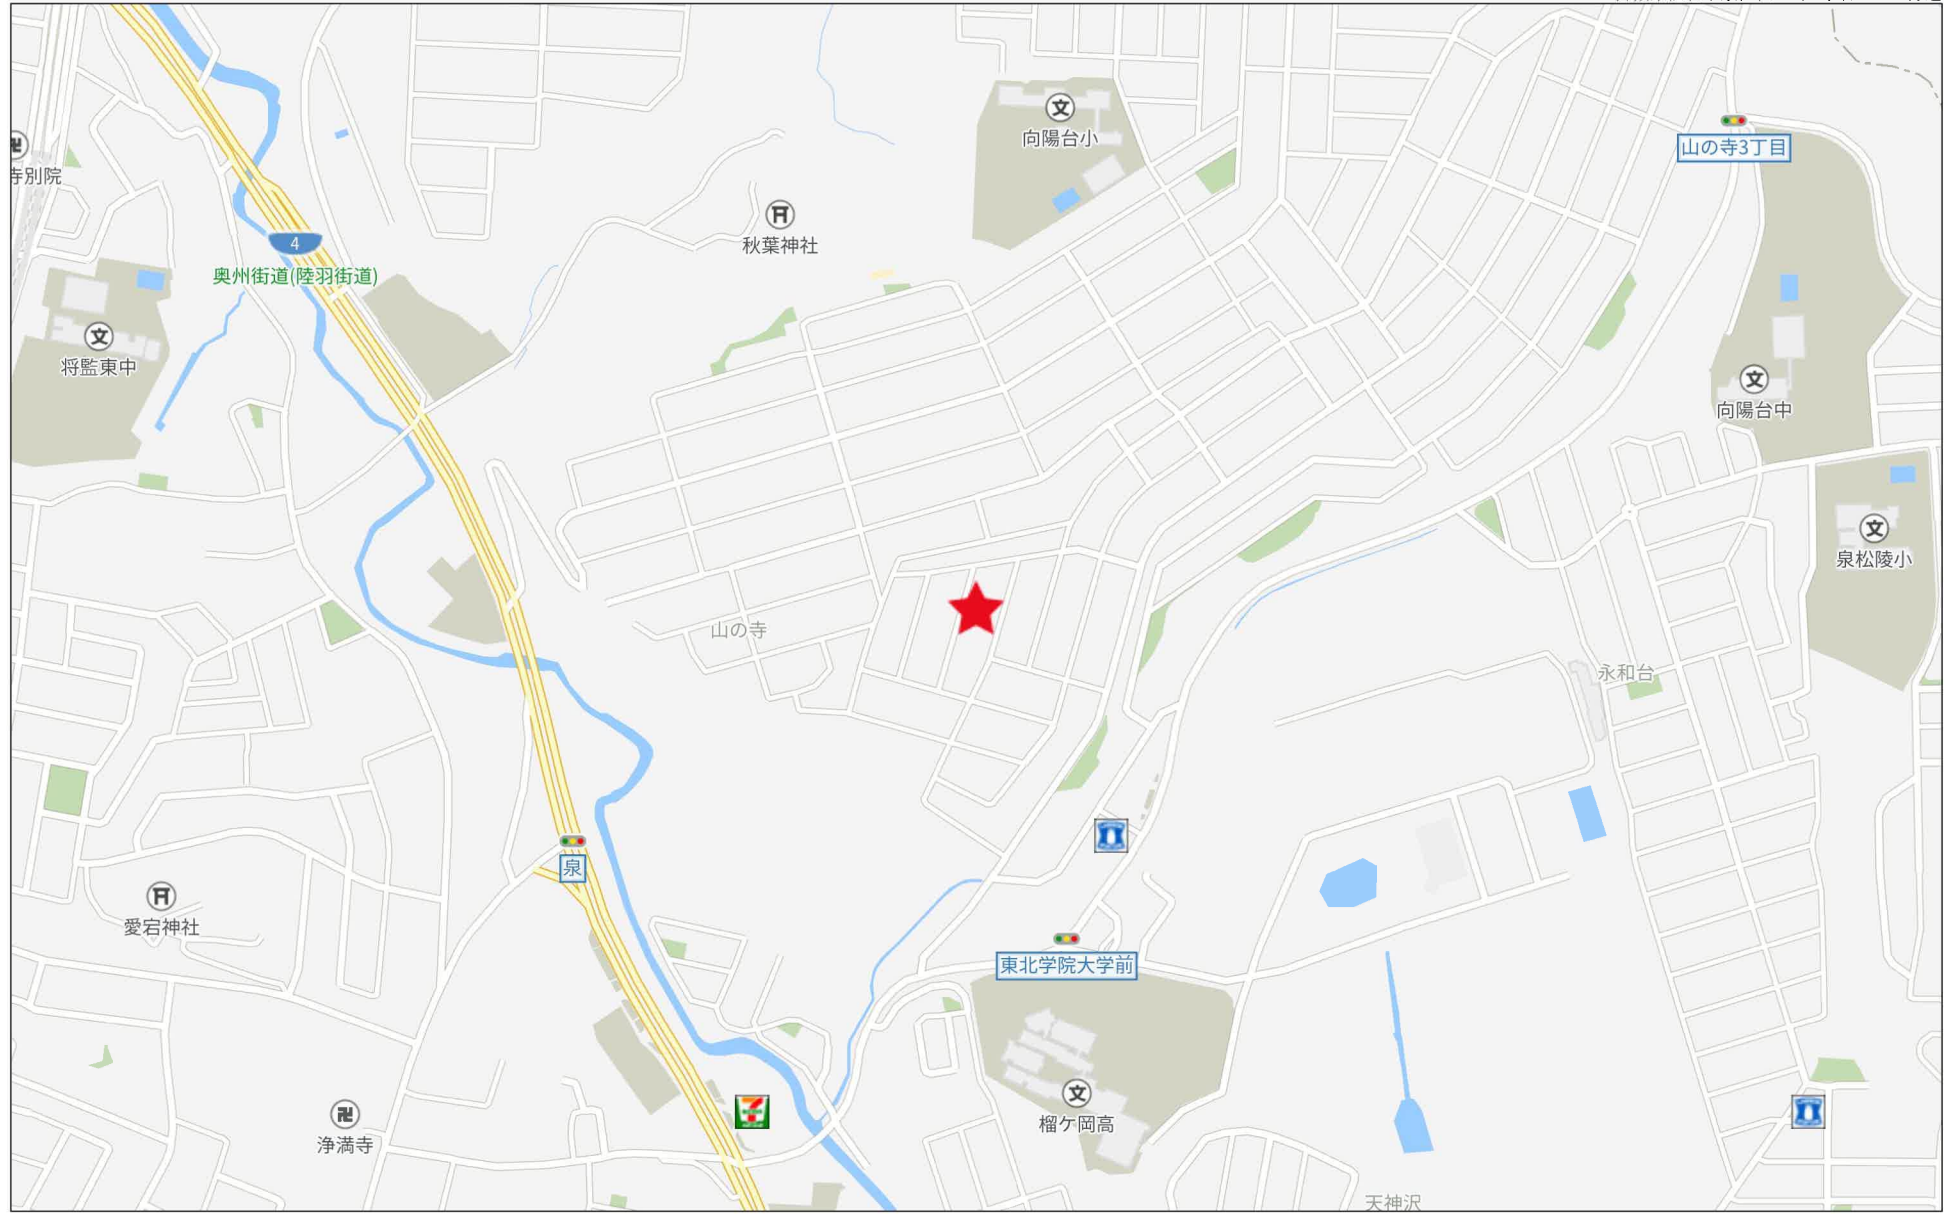 向陽台小
山の寺3丁目
寺別院
秋葉神社
4
奥州街道(陸羽街道)
将監東中
向陽台中
泉松陵小
山の寺
永和台
泉
愛宕神社
東北学院大学前
榴ケ岡高
浄満寺
7
天神沢